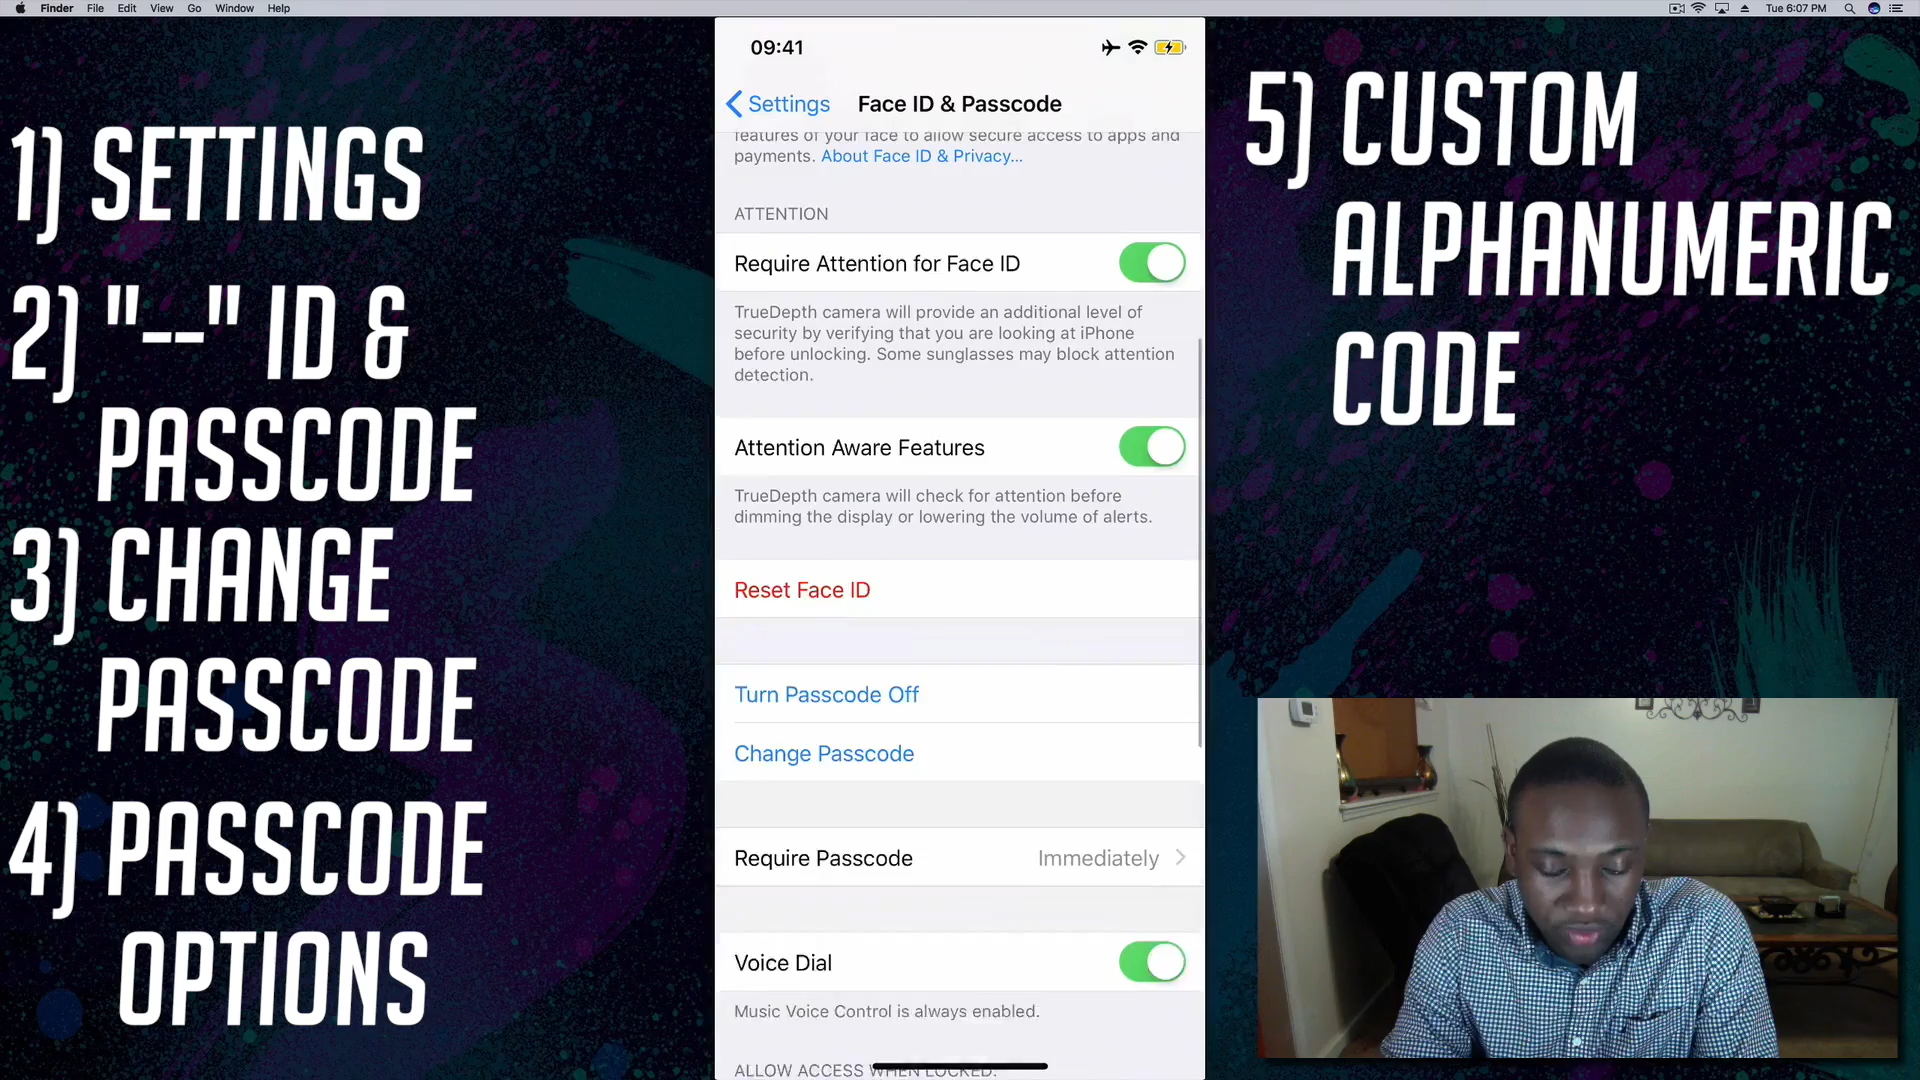 Finder File Edit View Go Window Help
Tue 6:07 PM
1) SETTINGS
2) "--" ID &
PASSCODE
3) CHANGE
PASSCODE
4) PASSCODE
OPTIONS
09:41
Settings Face ID & Passcode
features of your face to allow secure access to apps and
payments. About Face ID & Privacy...
ATTENTION
Require Attention for Face ID
TrueDepth camera will provide an additional level of
security by verifying that you are looking at iPhone
before unlocking. Some sunglasses may block attention
detection.
Attention Aware Features
TrueDepth camera will check for attention before
dimming the display or lowering the volume of alerts.
Reset Face ID
Turn Passcode Off
Change Passcode
Require Passcode Immediately
Voice Dial
Music Voice Control is always enabled.
ALLOW ACCESS WHEN LOCKED:
5) CUSTOM
ALPHANUMERIC
CODE